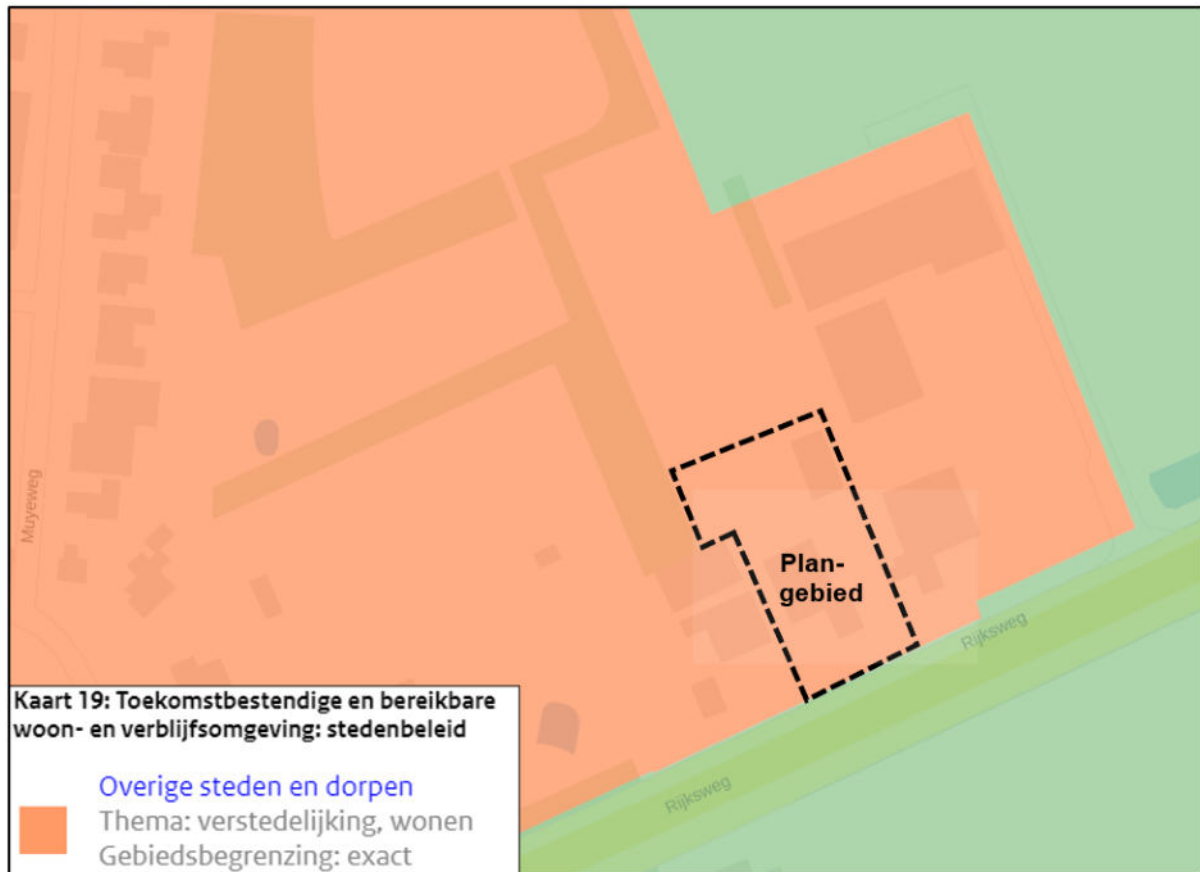 Muyeweg
Plan-
gebied
Rijksweg
Rijksweg
Kaart 19: Toekomstbestendige en bereikbare
woon- en verblijfsomgeving: stedenbeleid
Overige steden en dorpen
Thema: verstedelijking, wonen
Gebiedsbegrenzing: exact